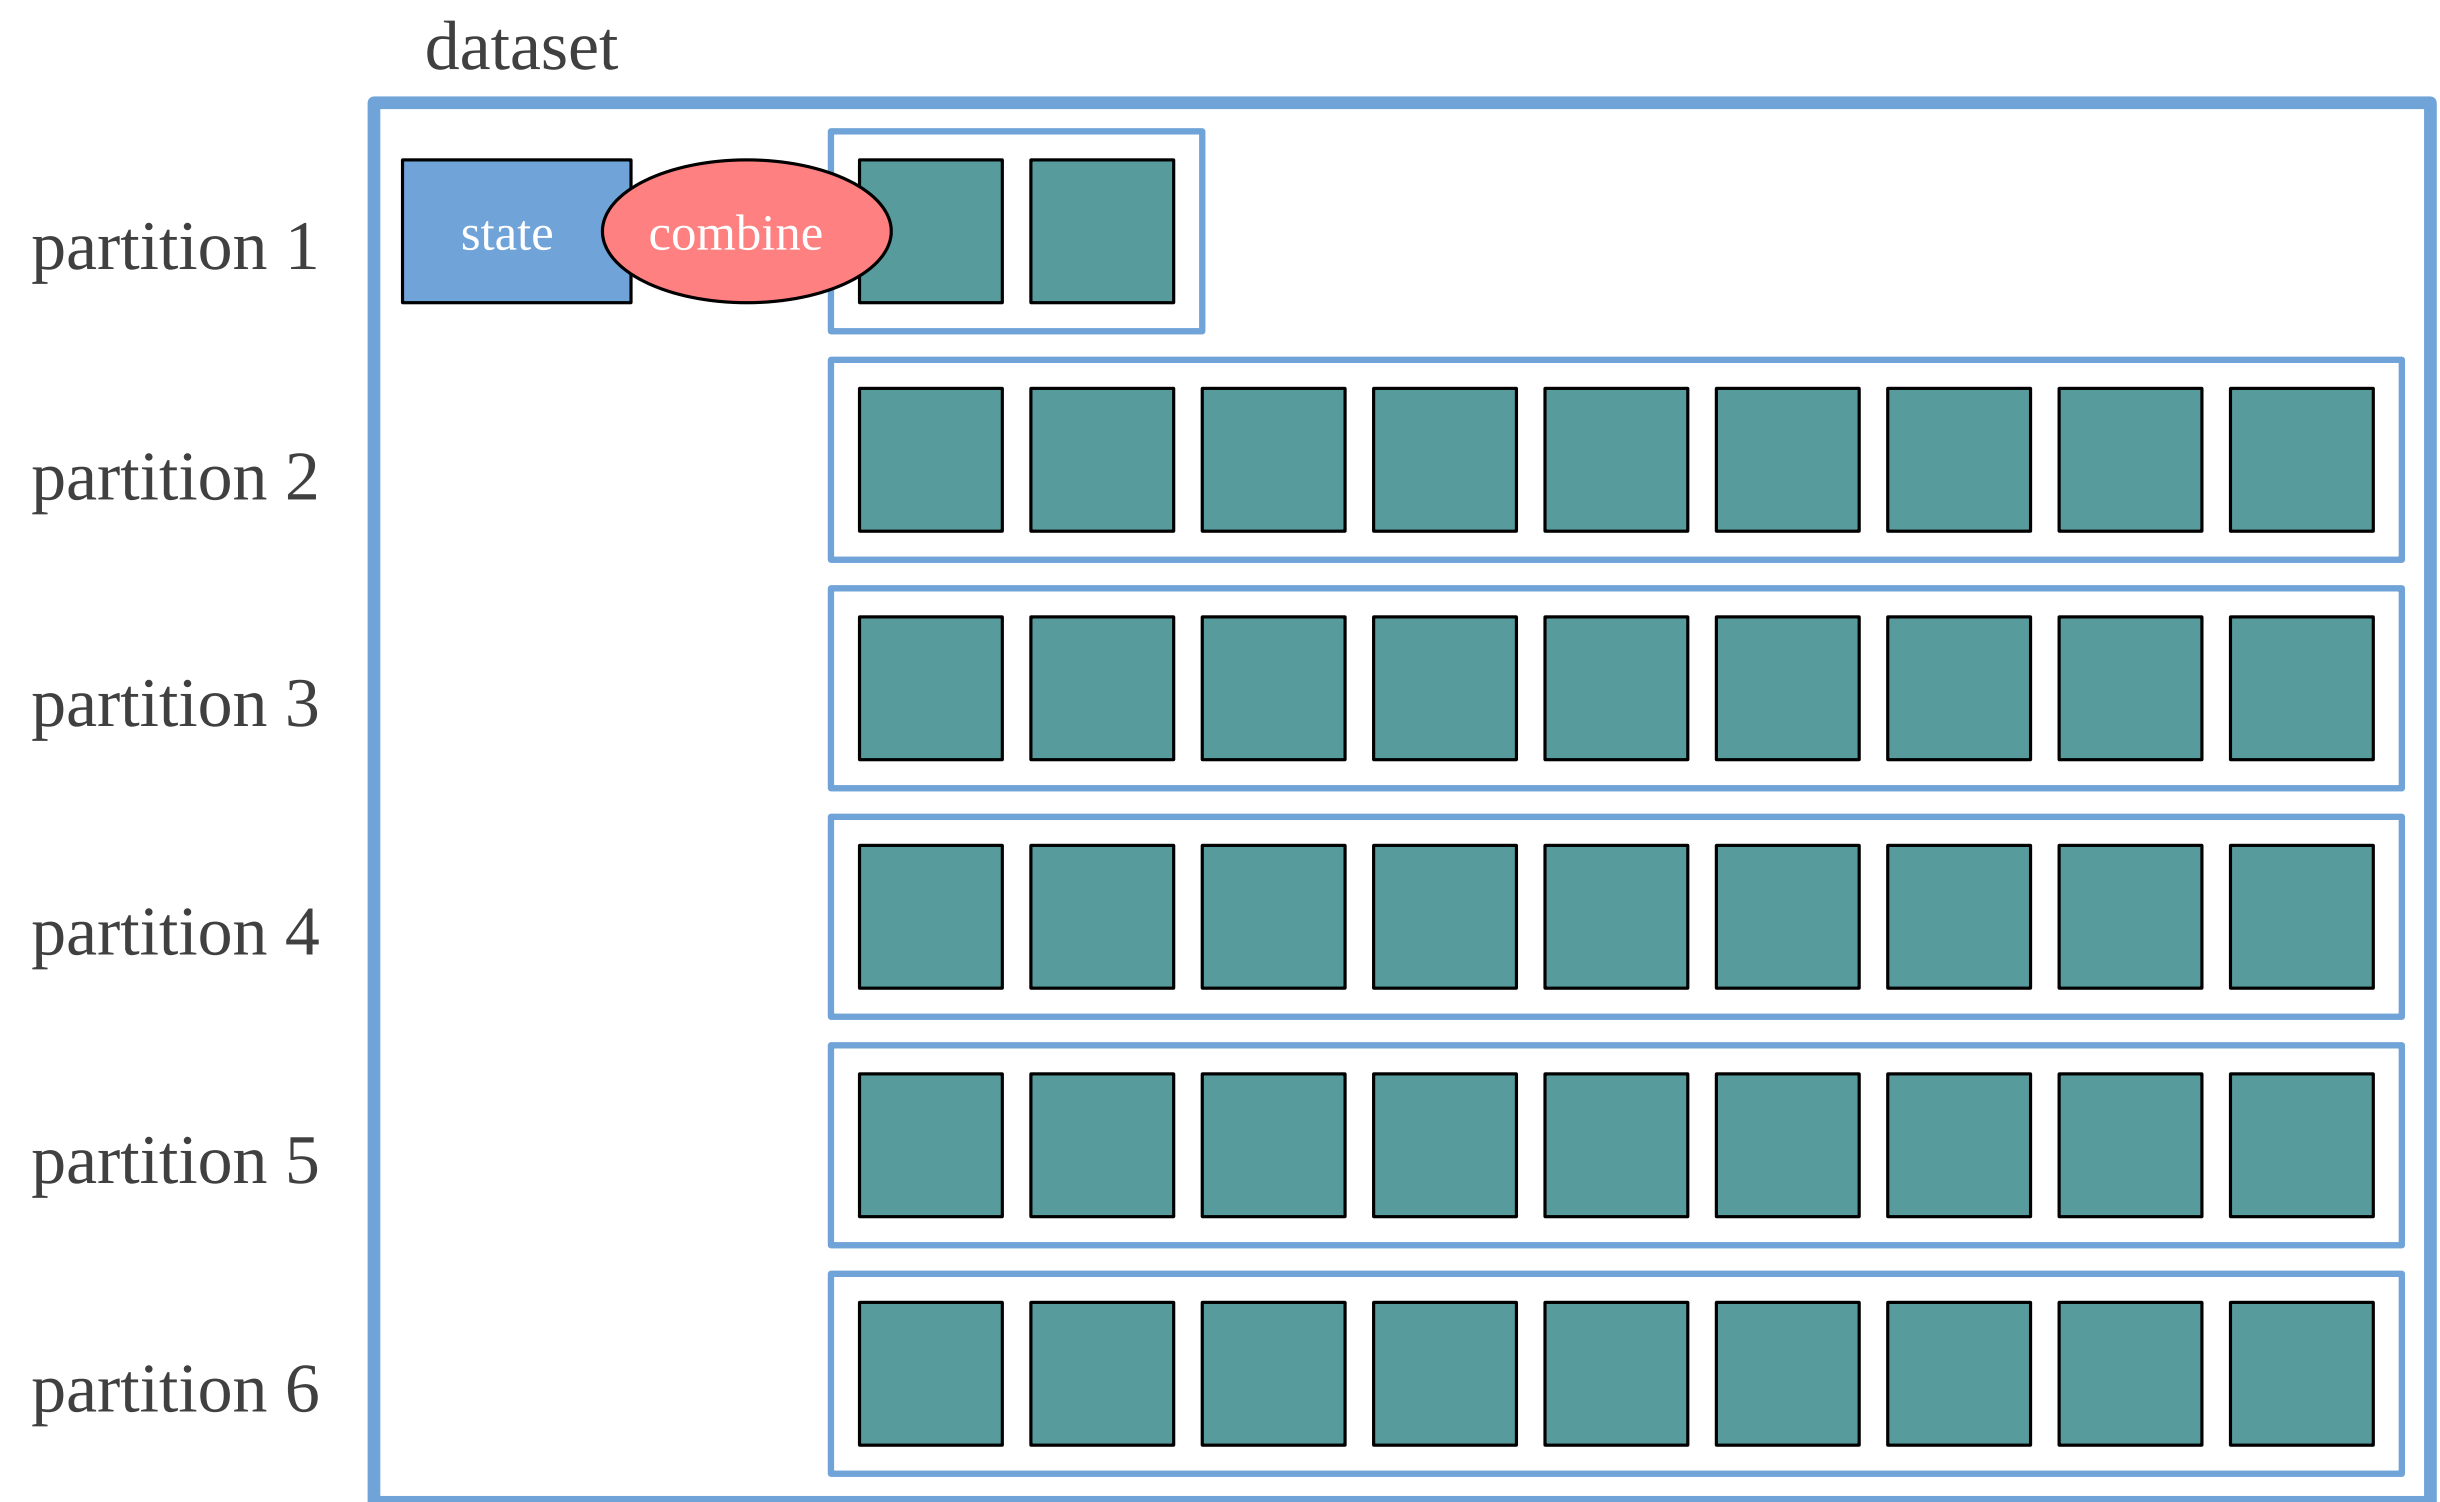 dataset
partition 1
state
combine
partition 2
partition 3
partition 4
partition 5
partition 6